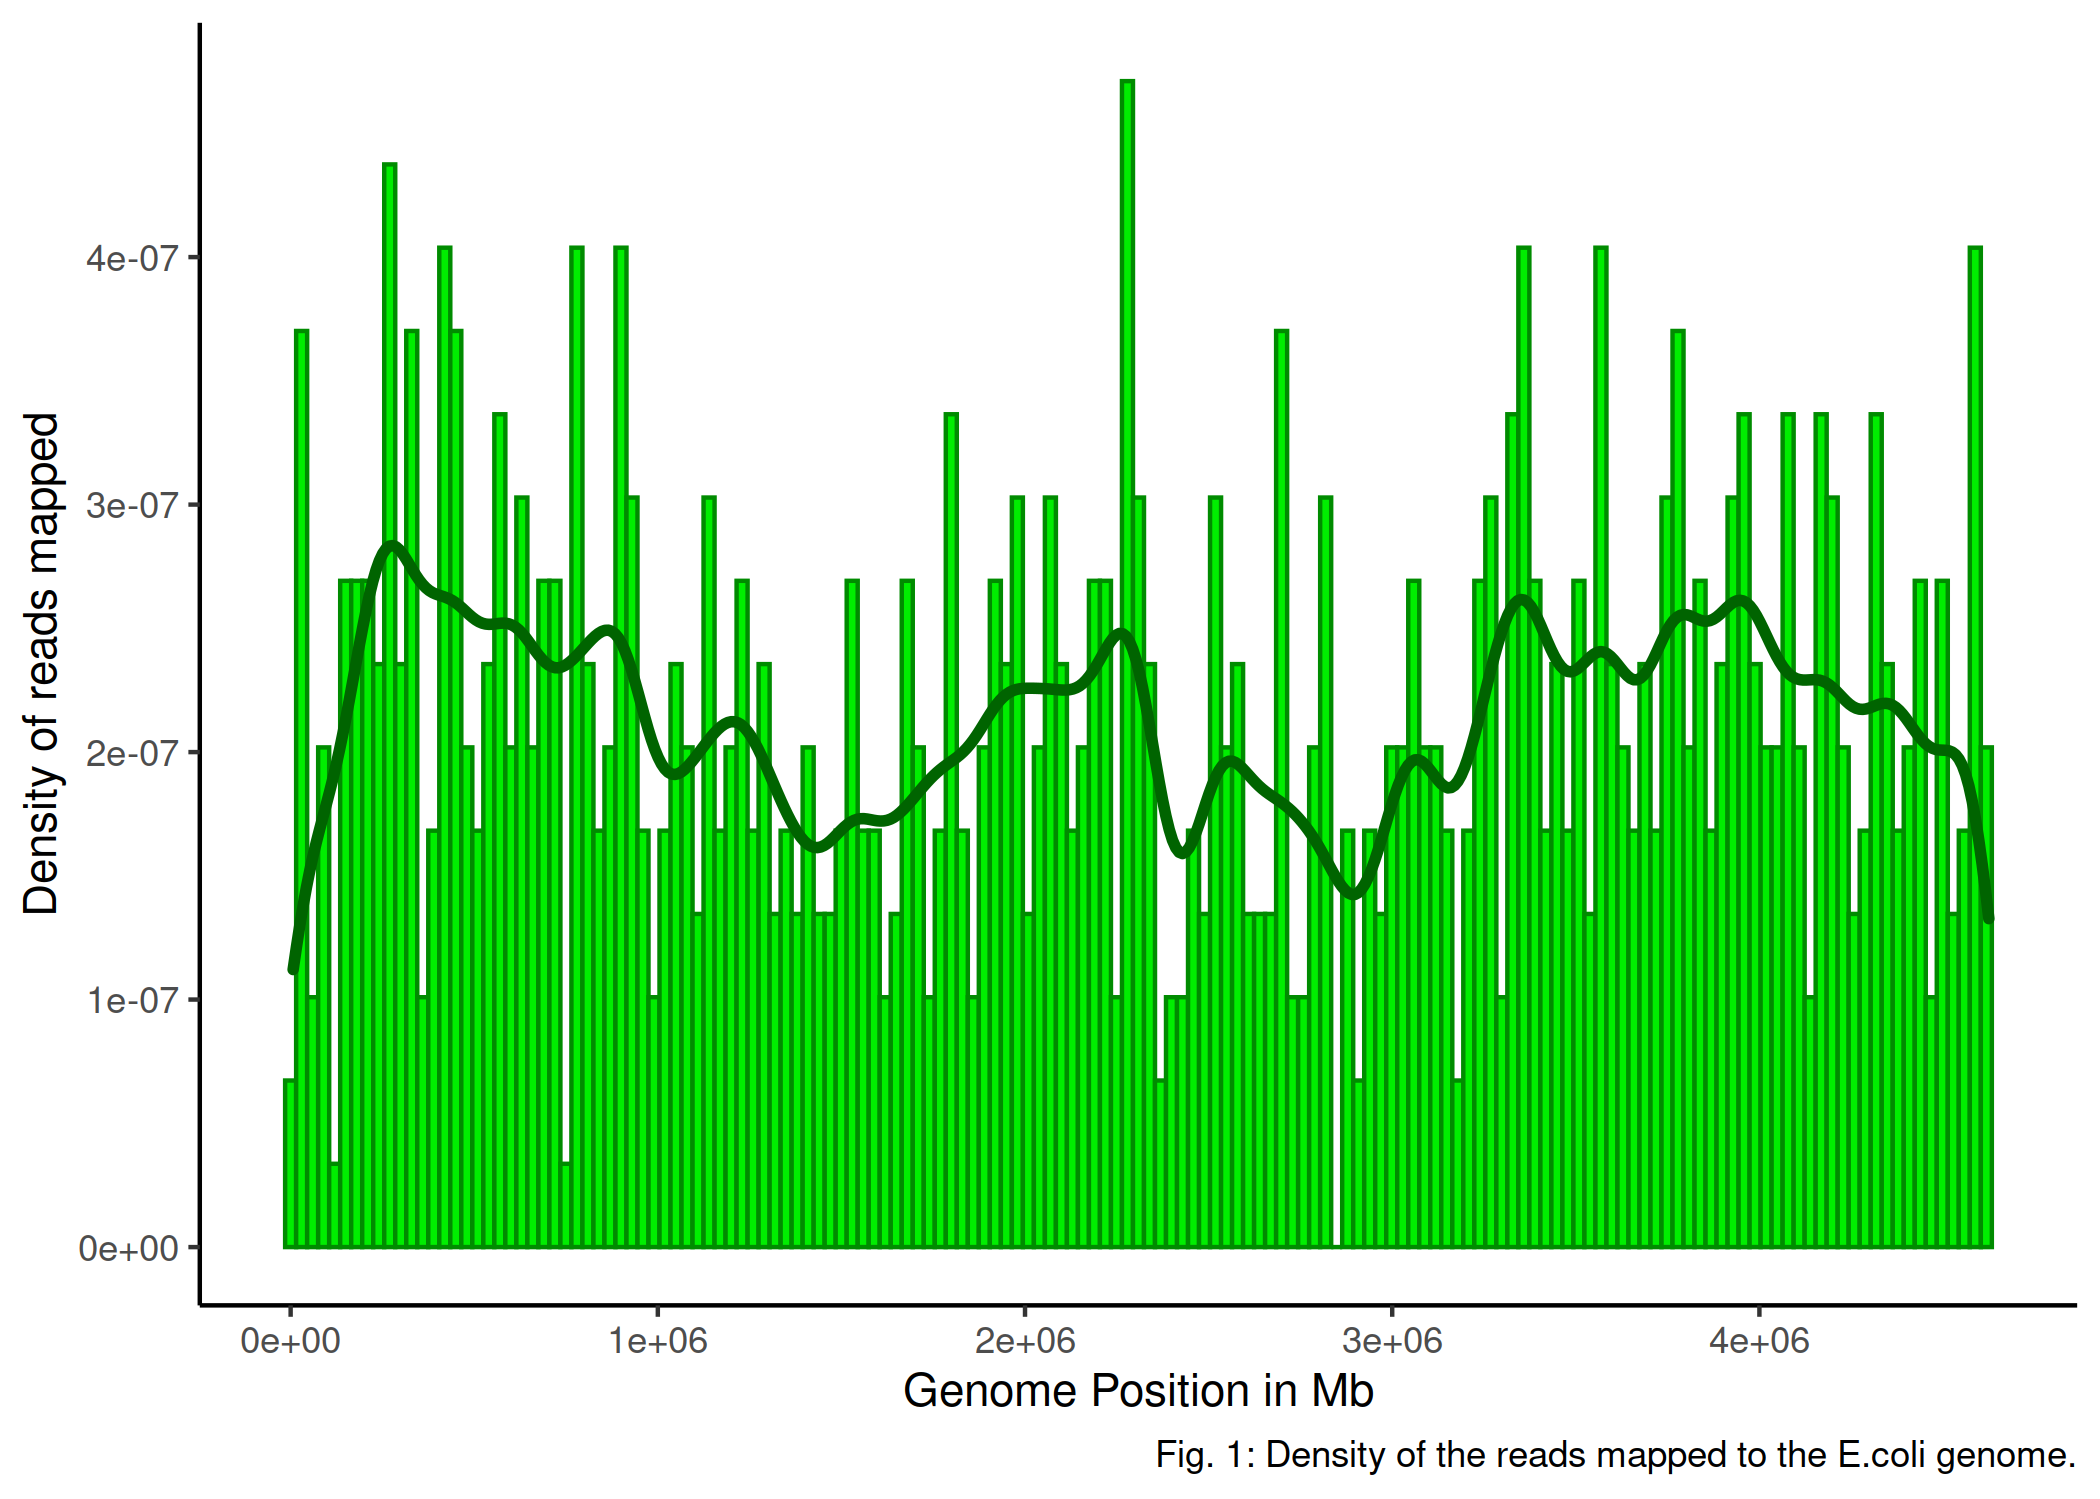 Density of reads mapped
4e-07
3e-07
2e-07
1e-07
0e+00
0e+00 1e+06 2e+06 3e+06 4e+06
Genome Position in Mb
Fig. 1: Density of the reads mapped to the E.coli genome.